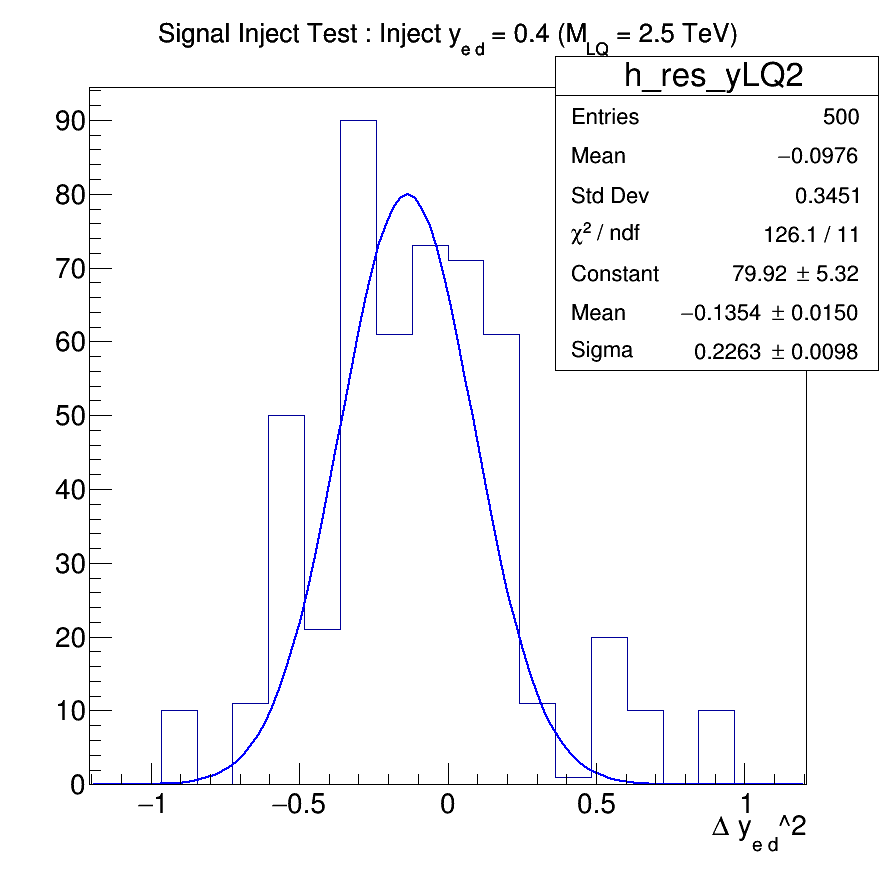 Signal Inject Test : Inject y_{e d} = 0.4 (M_{LQ} = 2.5 TeV)
h_res_yLQ2
Entries 500
Mean −0.0976
Std Dev 0.3451
χ² / ndf 126.1 / 11
Constant 79.92 ± 5.32
Mean −0.1354 ± 0.0150
Sigma 0.2263 ± 0.0098
90
80
70
60
50
40
30
20
10
0
−1 −0.5 0 0.5 1
Δ y_{e d}^2